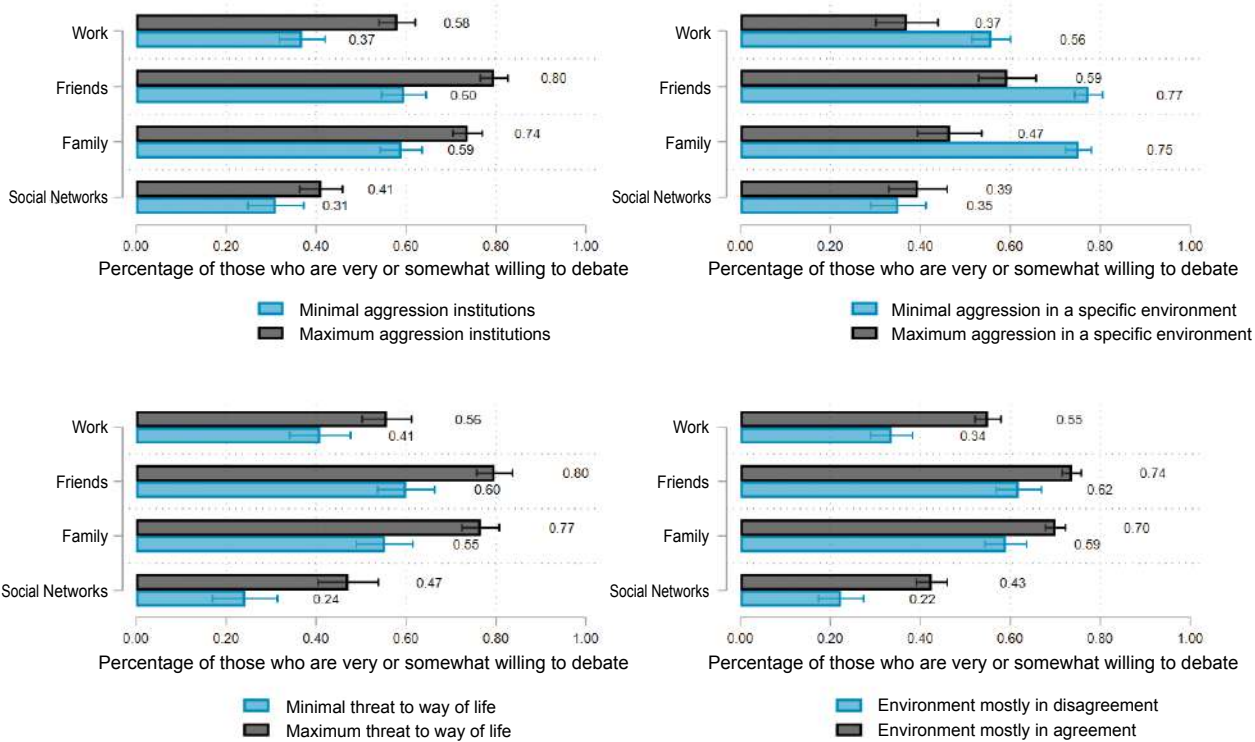 Work
0.58
0.37
Friends
0.80
0.60
Family
0.74
0.59
Social Networks
0.41
0.31
0.00 0.20 0.40 0.60 0.80 1.00
Percentage of those who are very or somewhat willing to debate
Minimal aggression institutions
Maximum aggression institutions
Work
0.37
0.56
Friends
0.59
0.77
Family
0.47
0.75
Social Networks
0.39
0.35
0.00 0.20 0.40 0.60 0.80 1.00
Percentage of those who are very or somewhat willing to debate
Minimal aggression in a specific environment
Maximum aggression in a specific environment
Work
0.56
0.41
Friends
0.80
0.60
Family
0.77
0.55
Social Networks
0.47
0.24
0.00 0.20 0.40 0.60 0.80 1.00
Percentage of those who are very or somewhat willing to debate
Minimal threat to way of life
Maximum threat to way of life
Work
0.55
0.34
Friends
0.74
0.62
Family
0.70
0.59
Social Networks
0.43
0.22
0.00 0.20 0.40 0.60 0.80 1.00
Percentage of those who are very or somewhat willing to debate
Environment mostly in disagreement
Environment mostly in agreement